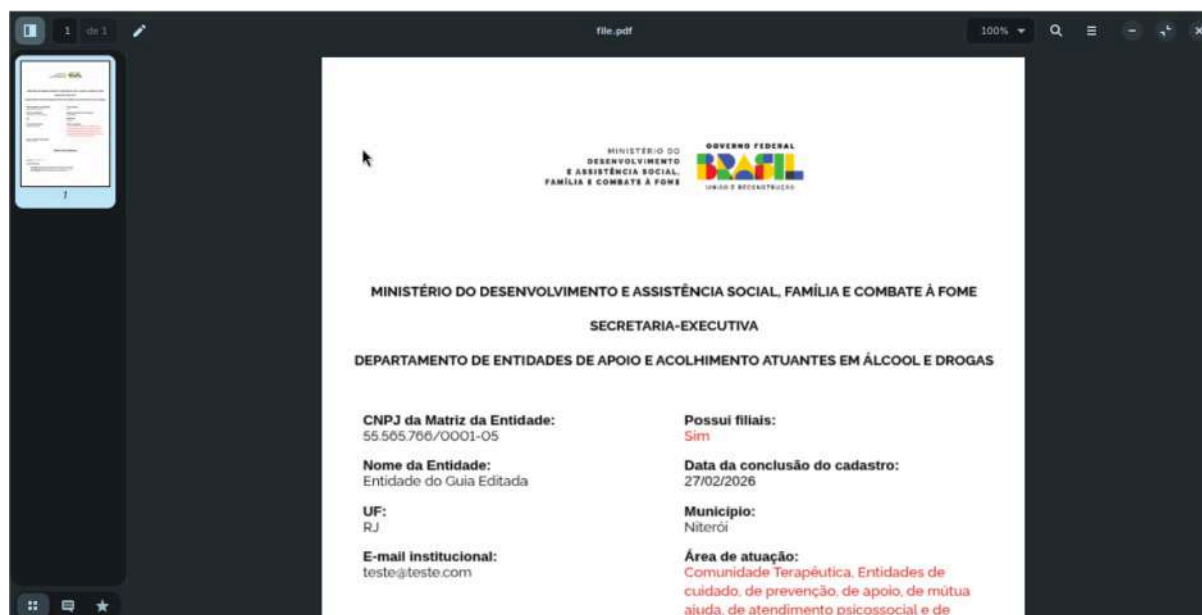 1 de 1
file.pdf
100%
1
MINISTÉRIO DO
DESENVOLVIMENTO
E ASSISTÊNCIA SOCIAL,
FAMÍLIA E COMBATE À FOME
GOVERNO FEDERAL
BRASIL
UNIÃO E RECONSTRUÇÃO
MINISTÉRIO DO DESENVOLVIMENTO E ASSISTÊNCIA SOCIAL, FAMÍLIA E COMBATE À FOME
SECRETARIA-EXECUTIVA
DEPARTAMENTO DE ENTIDADES DE APOIO E ACOLHIMENTO ATUANTES EM ÁLCOOL E DROGAS
CNPJ da Matriz da Entidade:
55.565.766/0001-05
Possui filiais:
Sim
Nome da Entidade:
Entidade do Guia Editada
Data da conclusão do cadastro:
27/02/2026
UF:
RJ
Município:
Niterói
E-mail institucional:
teste@teste.com
Área de atuação:
Comunidade Terapêutica, Entidades de
cuidado, de prevenção, de apoio, de mútua
ajuda, de atendimento psicossocial e de